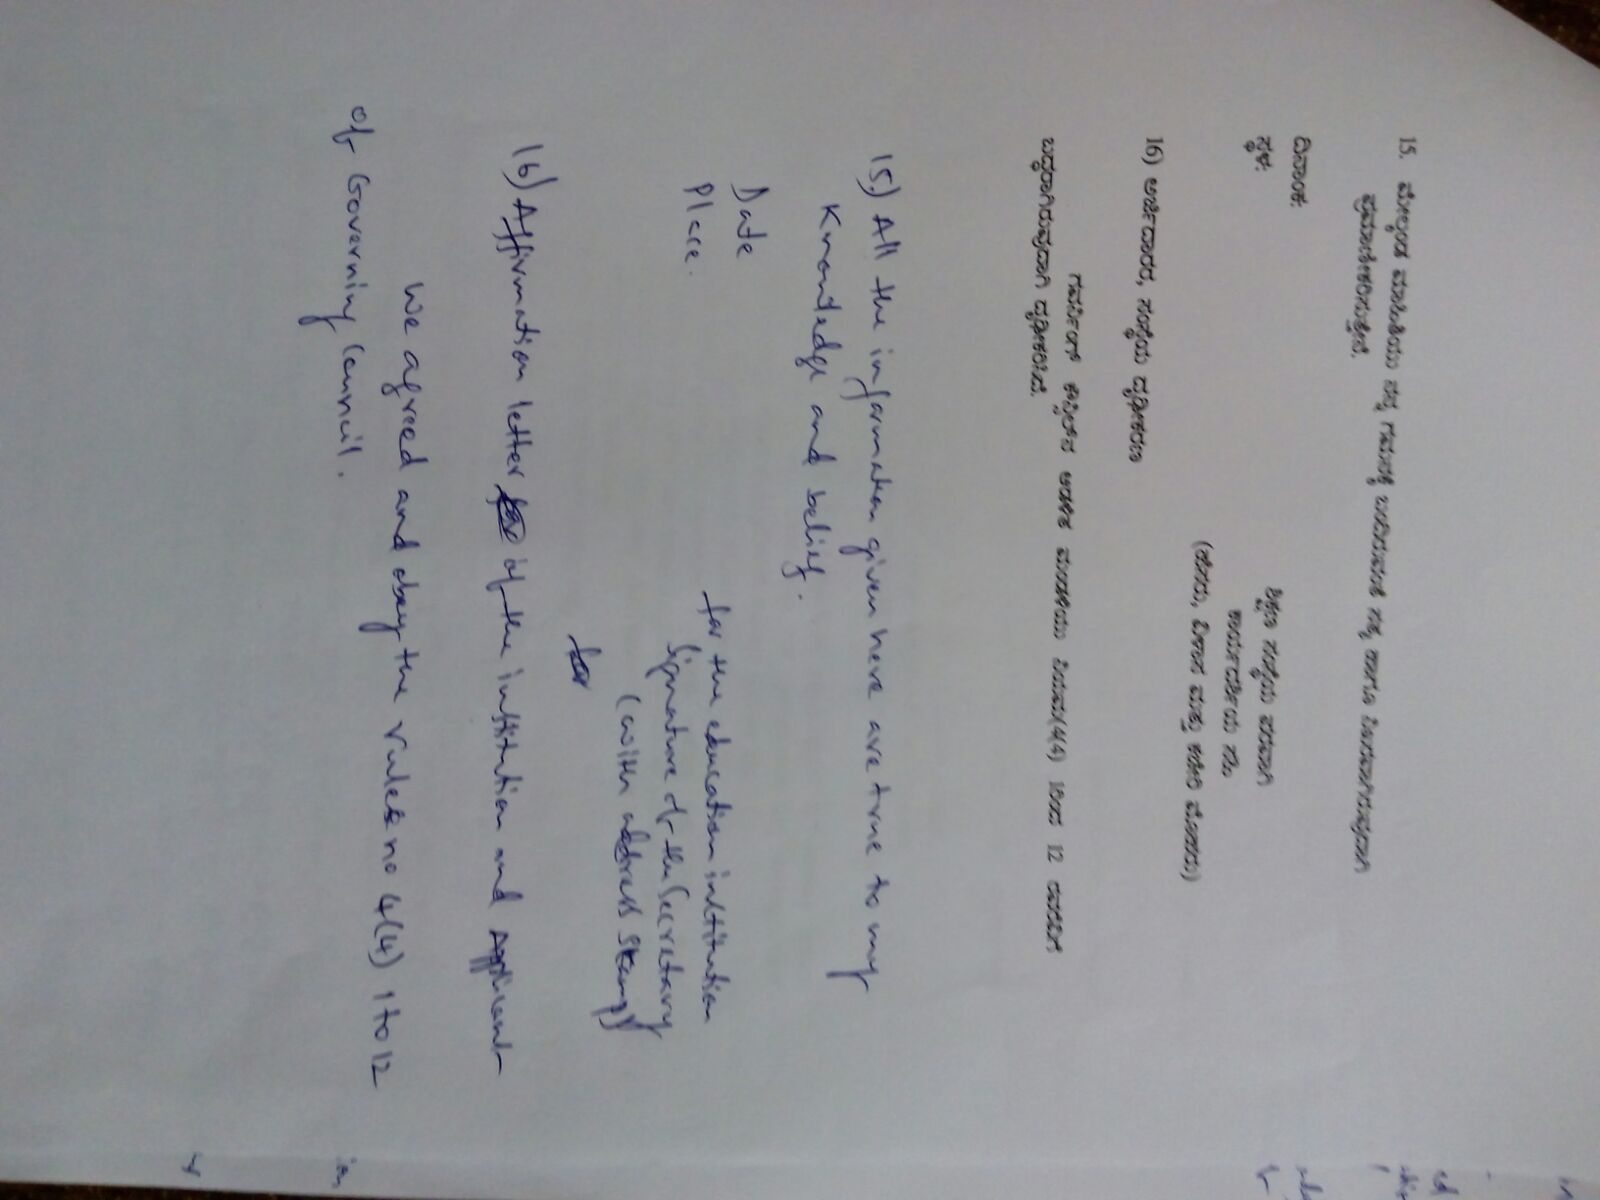 15. ಮೇಲ್ಕಂಡ ಮಾಹಿತಿಯು ನನ್ನ ಗಮನಕ್ಕೆ ಬಂದಿರುವಂತೆ ಸತ್ಯ ಹಾಗೂ ನಿಜವಾಗಿರುವುದಾಗಿ
ಪ್ರಮಾಣೀಕರಿಸುತ್ತೇನೆ.
ದಿನಾಂಕ:
ಸ್ಥಳ:
ಶಿಕ್ಷಣ ಸಂಸ್ಥೆಯ ಪರವಾಗಿ
ಕಾರ್ಯದರ್ಶಿಯ ಸಹಿ
(ಹೆಸರು, ವಿಳಾಸ ಮತ್ತು ಕಚೇರಿ ಮೊಹರು)
16) ಅರ್ಜಿದಾರರ, ಸಂಸ್ಥೆಯ ದೃಢೀಕರಣ
ಗವರ್ನಿಂಗ್ ಕೌನ್ಸಿಲ್‌ನ ಆಡಳಿತ ಮಂಡಳಿಯು ನಿಯಮ(4(4) 1ರಿಂದ 12 ರವರೆವಿಗೆ
ಬದ್ಧರಾಗಿರುವುದಾಗಿ ದೃಢೀಕರಿಸಿದೆ.
15.) All the information given here are true to my
Knowledge and belief.
Date
Place.
for the education institution
Signature of the Secretary
(with address stamp)
16) Affirmation letter of the institution and Applicant
We agreed and obey the rules no 4(4) 1 to 12
of Governing Council.